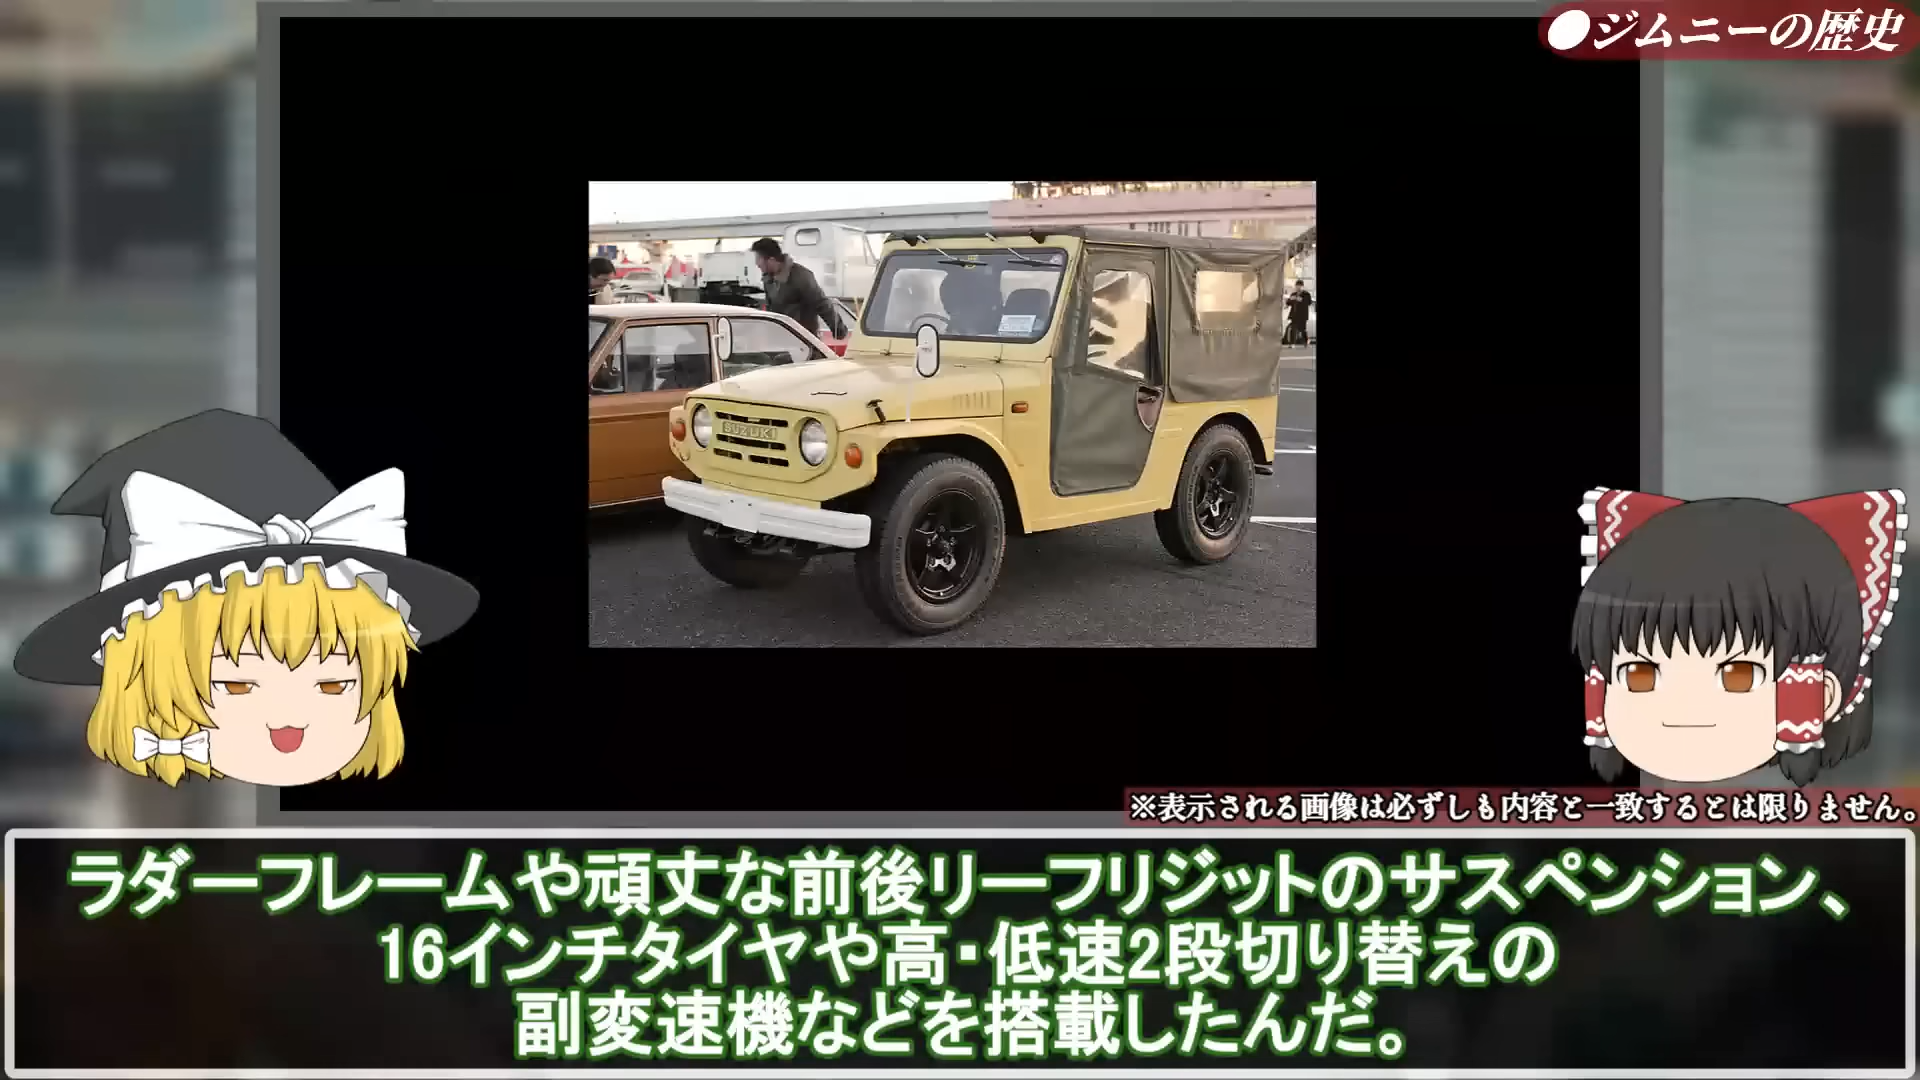 ●ジムニーの歴史
SUZUKI
※表示される画像は必ずしも内容と一致するとは限りません。
ラダーフレームや頑丈な前後リーフリジットのサスペンション、
16インチタイヤや高・低速2段切り替えの
副変速機などを搭載したんだ。